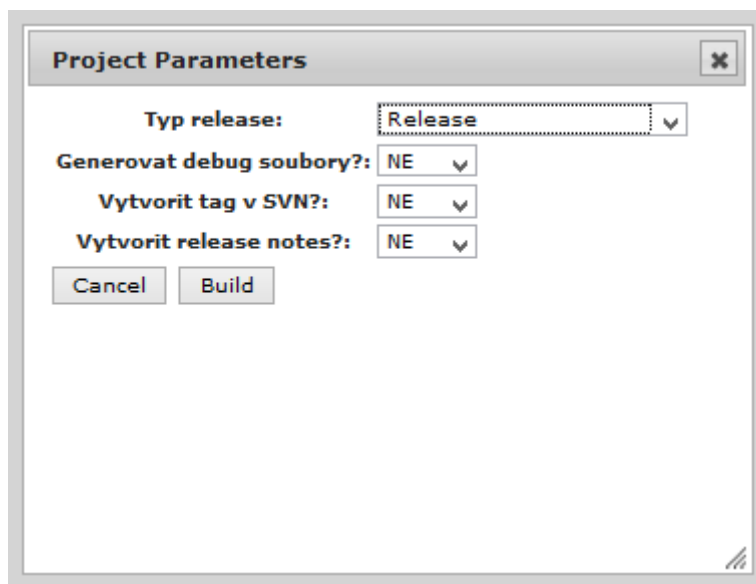 Project Parameters
Typ release: Release
Generovat debug soubory?: NE
Vytvorit tag v SVN?: NE
Vytvorit release notes?: NE
Cancel Build